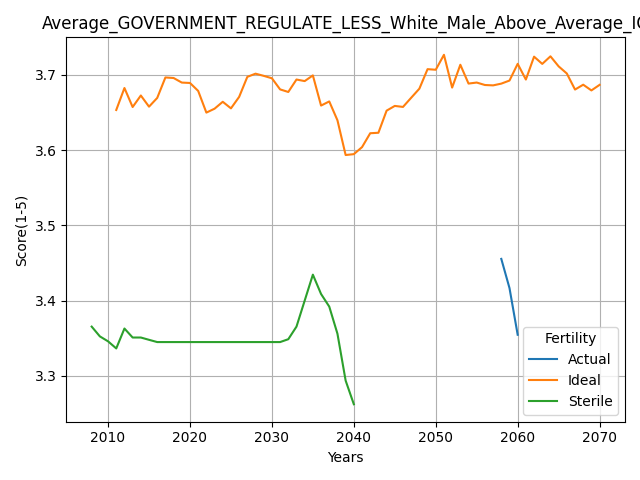 Average_GOVERNMENT_REGULATE_LESS_White_Male_Above_Average_IQ
Score(1-5)
3.7
3.6
3.5
3.4
3.3
2010 2020 2030 2040 2050 2060 2070
Years
Fertility
Actual
Ideal
Sterile